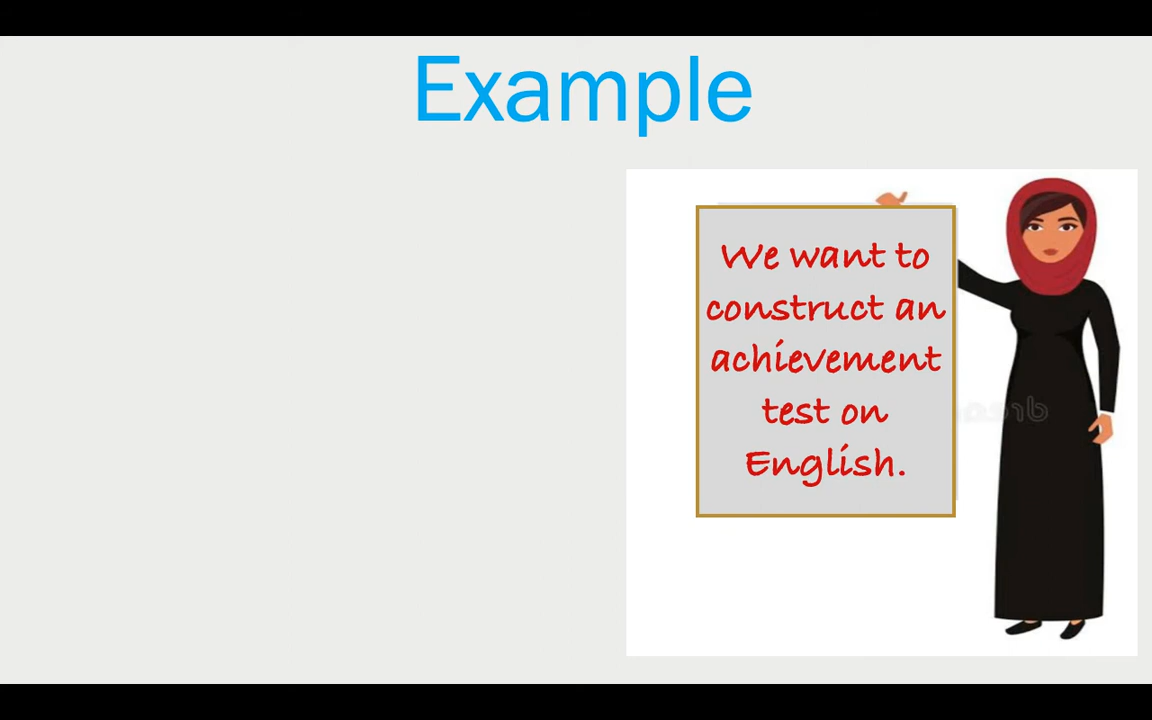 Example
We want to
construct an
achievement
test on
English.